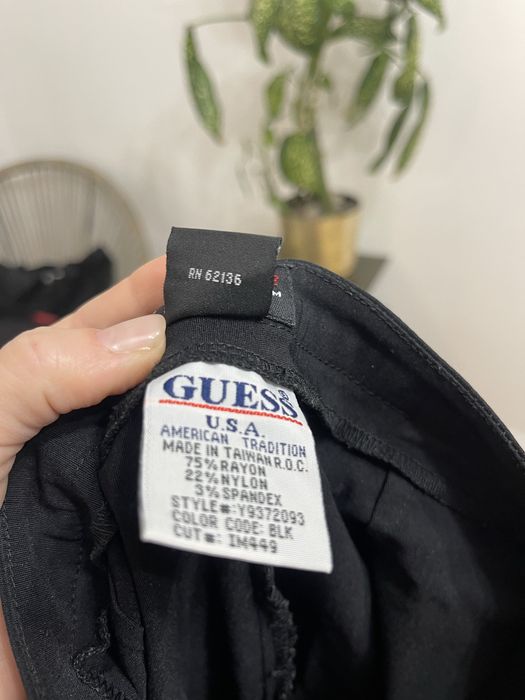 RN 62136
M
GUESS®
U.S.A.
AMERICAN TRADITION
MADE IN TAIWAN R.O.C.
75% RAYON
22% NYLON
3% SPANDEX
STYLE#:Y9372093
COLOR CODE: BLK
CUT#: IM449